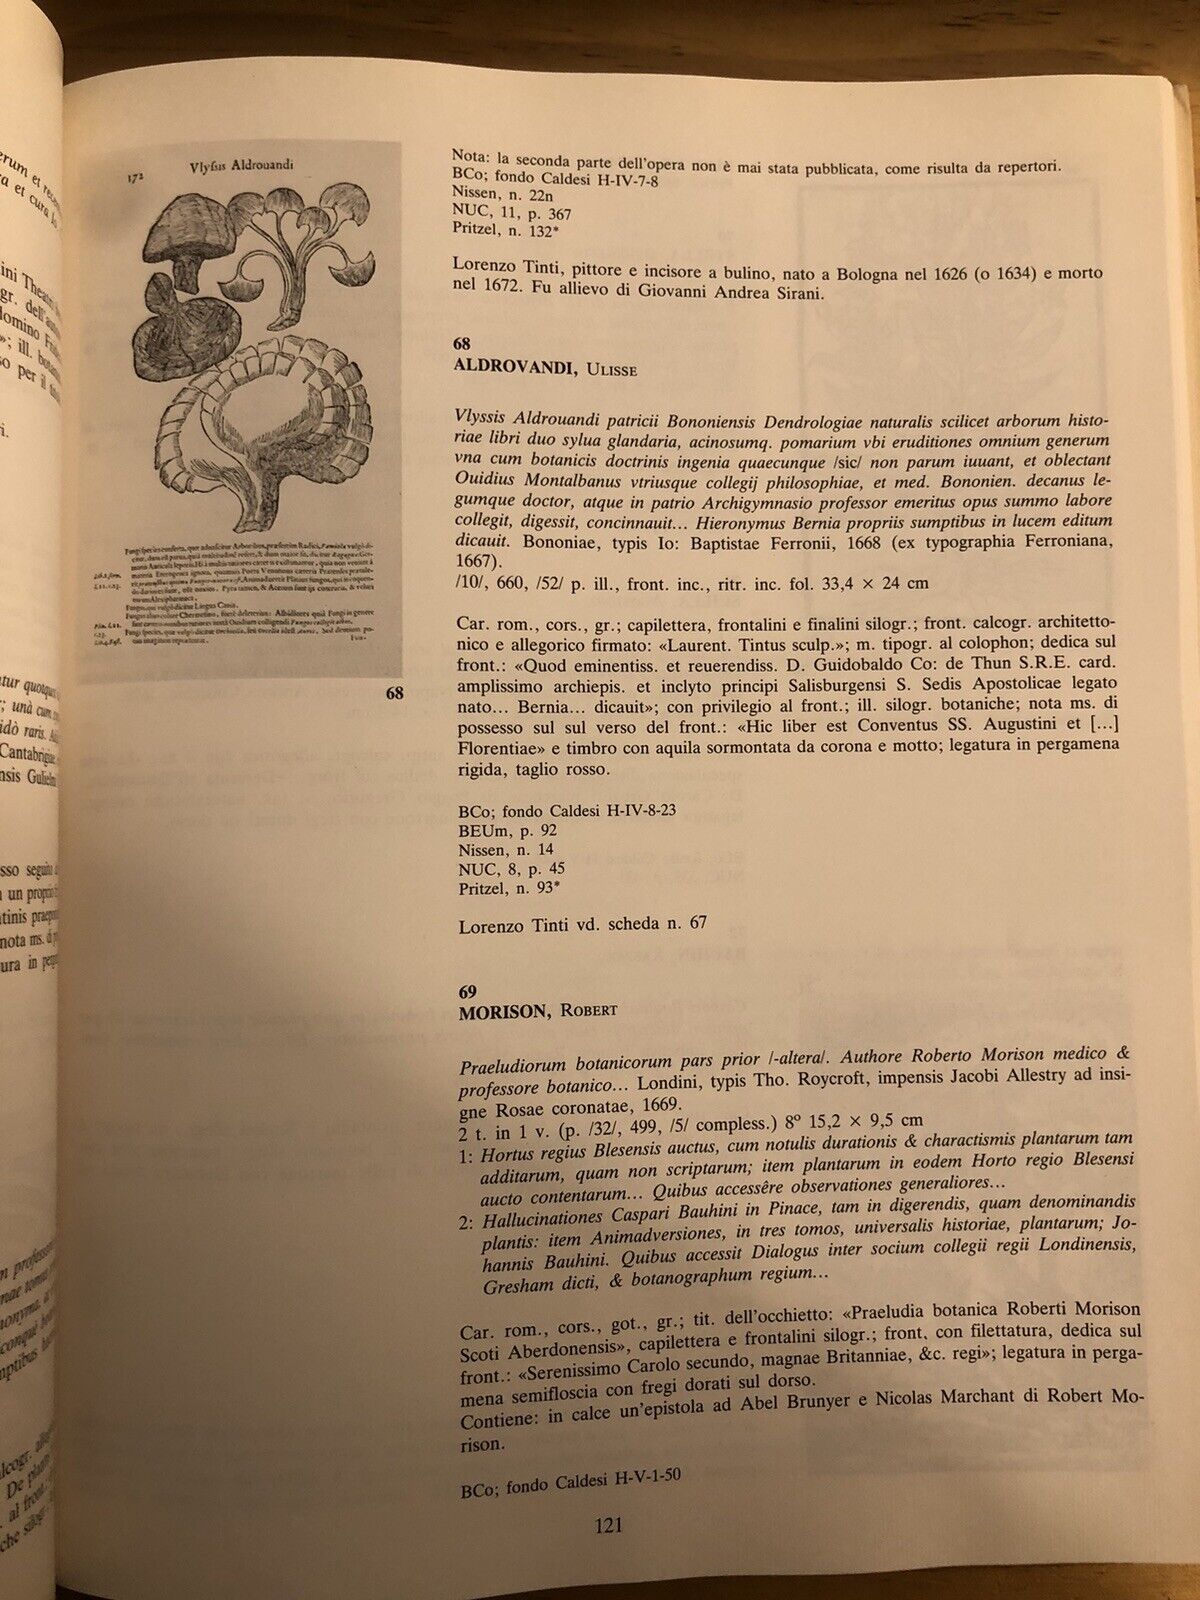 172
Vlyſus Aldrouandi
68
Nota: la seconda parte dell'opera non è mai stata pubblicata, come risulta da repertori.
BCo; fondo Caldesi H-IV-7-8
Nissen, n. 22n
NUC, 11, p. 367
Pritzel, n. 132*
Lorenzo Tinti, pittore e incisore a bulino, nato a Bologna nel 1626 (o 1634) e morto
nel 1672. Fu allievo di Giovanni Andrea Sirani.
68
ALDROVANDI, ULISSE
Vlyssis Aldrouandi patricii Bononiensis Dendrologiae naturalis scilicet arborum histo-
riae libri duo sylua glandaria, acinosumq. pomarium vbi eruditiones omnium generum
vna cum botanicis doctrinis ingenia quaecunque /sic/ non parum iuuant, et oblectant
Ouidius Montalbanus vtriusque collegij philosophiae, et med. Bononien. decanus le-
gumque doctor, atque in patrio Archigymnasio professor emeritus opus summo labore
collegit, digessit, concinnauit... Hieronymus Bernia propriis sumptibus in lucem editum
dicauit. Bononiae, typis Io: Baptistae Ferronii, 1668 (ex typographia Ferroniana,
1667).
/10/, 660, /52/ p. ill., front. inc., ritr. inc. fol. 33,4 × 24 cm
Car. rom., cors., gr.; capilettera, frontalini e finalini silogr.; front. calcogr. architetto-
nico e allegorico firmato: «Laurent. Tintus sculp.»; m. tipogr. al colophon; dedica sul
front.: «Quod eminentiss. et reuerendiss. D. Guidobaldo Co: de Thun S.R.E. card.
amplissimo archiepis. et inclyto principi Salisburgensi S. Sedis Apostolicae legato
nato... Bernia... dicauit»; con privilegio al front.; ill. silogr. botaniche; nota ms. di
possesso sul sul verso del front.: «Hic liber est Conventus SS. Augustini et [...]
Florentiae» e timbro con aquila sormontata da corona e motto; legatura in pergamena
rigida, taglio rosso.
BCo; fondo Caldesi H-IV-8-23
BEUm, p. 92
Nissen, n. 14
NUC, 8, p. 45
Pritzel, n. 93*
Lorenzo Tinti vd. scheda n. 67
69
MORISON, ROBERT
Praeludiorum botanicorum pars prior /-altera/. Authore Roberto Morison medico &
professore botanico... Londini, typis Tho. Roycroft, impensis Jacobi Allestry ad insi-
gne Rosae coronatae, 1669.
2 t. in 1 v. (p. /32/, 499, /5/ compless.) 8º 15,2 × 9,5 cm
1: Hortus regius Blesensis auctus, cum notulis durationis & charactismis plantarum tam
additarum, quam non scriptarum; item plantarum in eodem Horto regio Blesensi
aucto contentarum... Quibus accessêre observationes generaliores...
2: Hallucinationes Caspari Bauhini in Pinace, tam in digerendis, quam denominandis
plantis: item Animadversiones, in tres tomos, universalis historiae, plantarum; Jo-
hannis Bauhini. Quibus accessit Dialogus inter socium collegii regii Londinensis,
Gresham dicti, & botanographum regium...
Car. rom., cors., got., gr.; tit. dell'occhietto: «Praeludia botanica Roberti Morison
Scoti Aberdonensis», capilettera e frontalini silogr.; front. con filettatura, dedica sul
front.: «Serenissimo Carolo secundo, magnae Britanniae, &c. regi»; legatura in perga-
mena semifloscia con fregi dorati sul dorso.
Contiene: in calce un'epistola ad Abel Brunyer e Nicolas Marchant di Robert Mo-
rison.
BCo; fondo Caldesi H-V-1-50
121